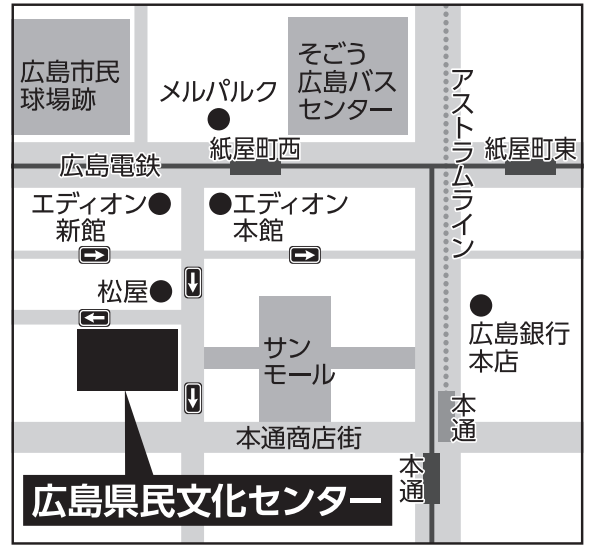 広島市民
球場跡
メルパルク
そごう
広島バス
センター
アストラムライン
紙屋町西
紙屋町東
広島電鉄
エディオン
新館
エディオン
本館
松屋
サン
モール
広島銀行
本店
本通
本通商店街
本通
広島県民文化センター